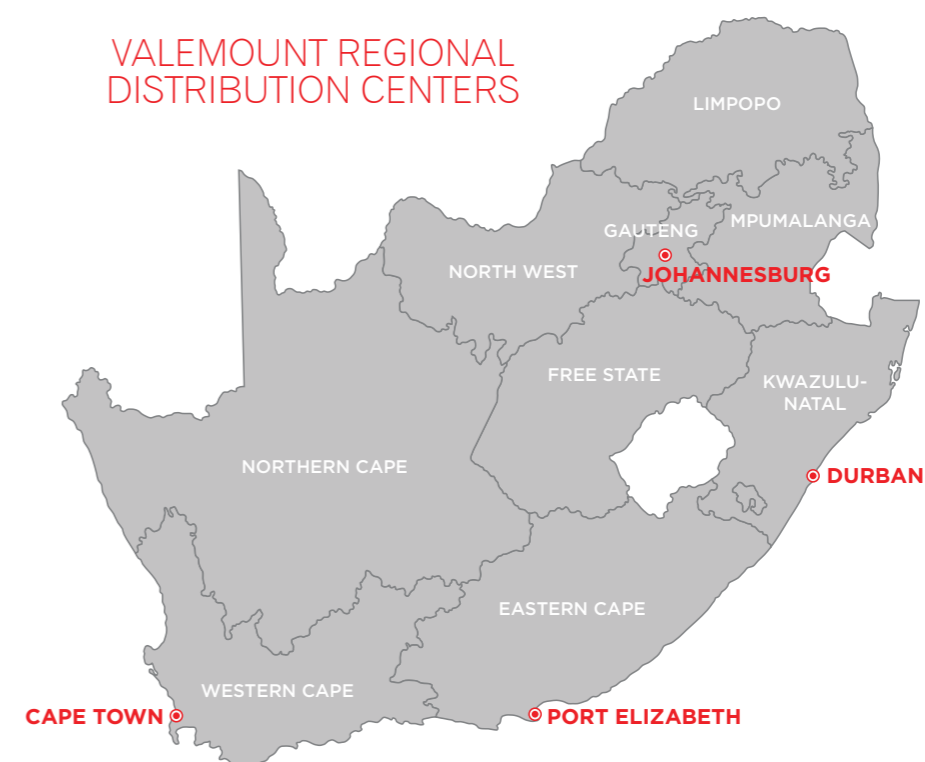 VALEMOUNT REGIONAL
DISTRIBUTION CENTERS
LIMPOPO
MPUMALANGA
GAUTENG
NORTH WEST
JOHANNESBURG
FREE STATE
KWAZULU-
NATAL
NORTHERN CAPE
DURBAN
EASTERN CAPE
WESTERN CAPE
CAPE TOWN
PORT ELIZABETH